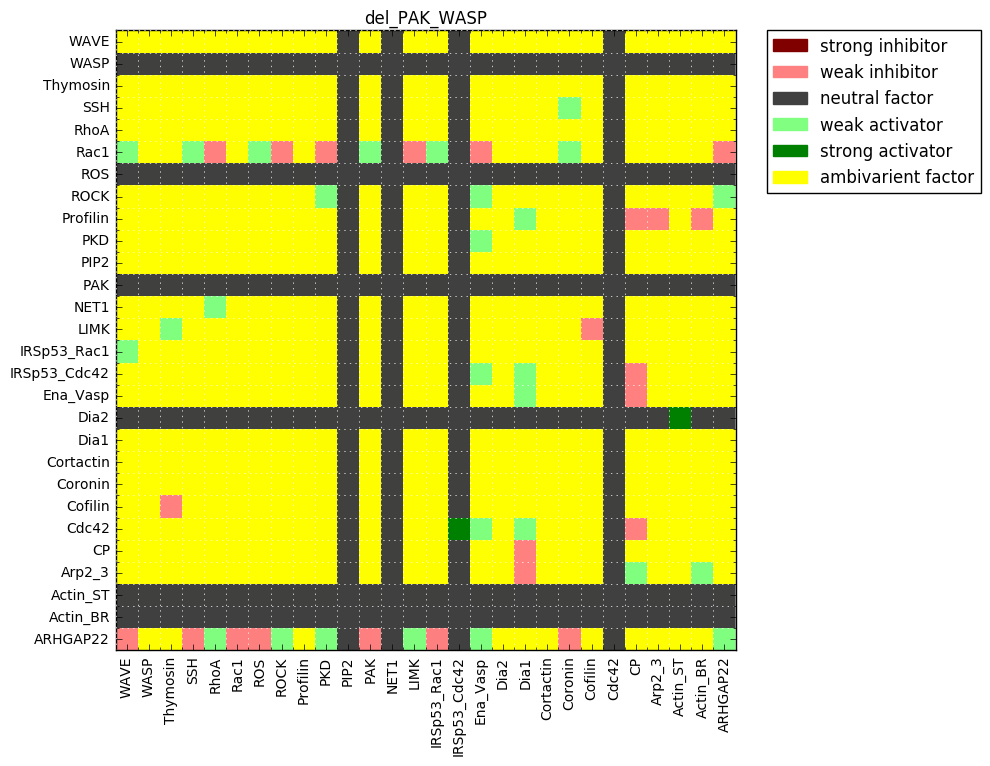 del_PAK_WASP
WAVE
WASP
Thymosin
SSH
RhoA
Rac1
ROS
ROCK
Profilin
PKD
PIP2
PAK
NET1
LIMK
IRSp53_Rac1
IRSp53_Cdc42
Ena_Vasp
Dia2
Dia1
Cortactin
Coronin
Cofilin
Cdc42
CP
Arp2_3
Actin_ST
Actin_BR
ARHGAP22
WAVE
WASP
Thymosin
SSH
RhoA
Rac1
ROS
ROCK
Profilin
PKD
PIP2
PAK
NET1
LIMK
IRSp53_Rac1
IRSp53_Cdc42
Ena_Vasp
Dia2
Dia1
Cortactin
Coronin
Cofilin
Cdc42
CP
Arp2_3
Actin_ST
Actin_BR
ARHGAP22
strong inhibitor
weak inhibitor
neutral factor
weak activator
strong activator
ambivarient factor